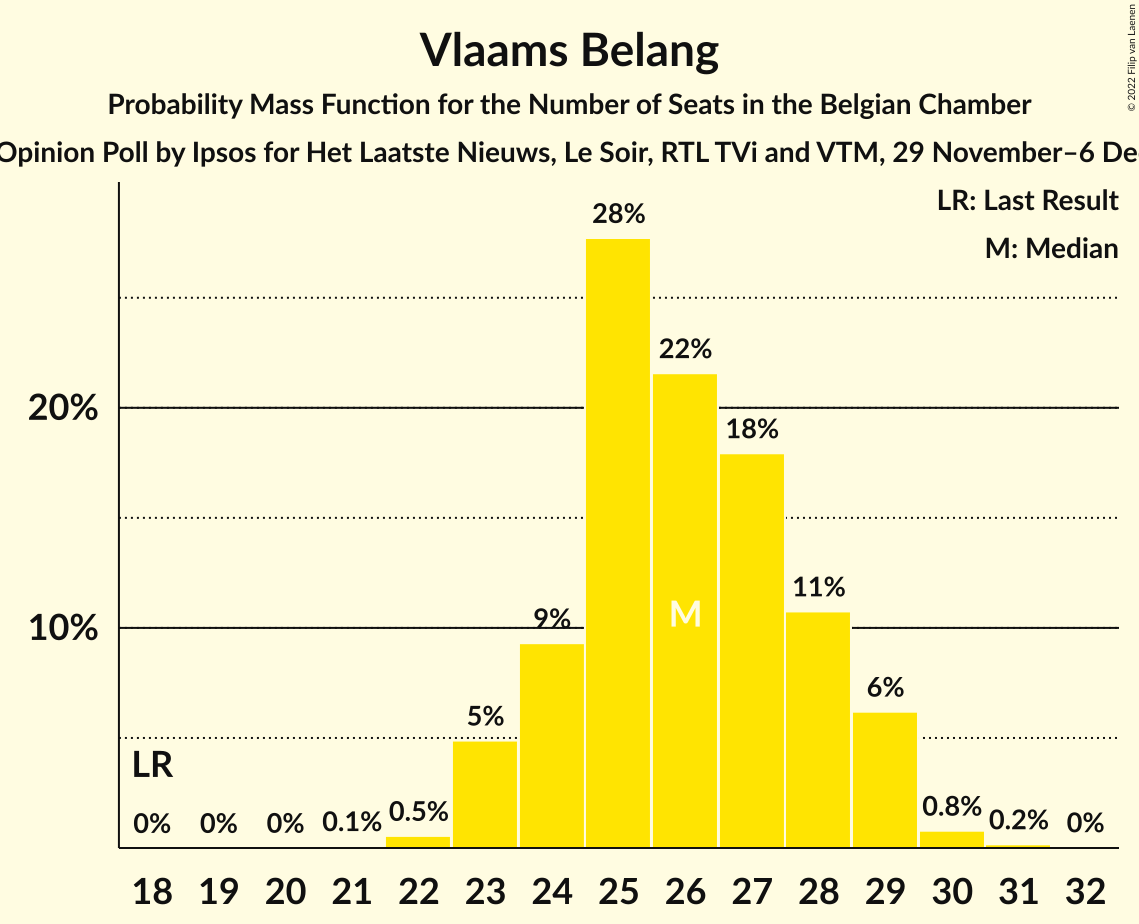 Vlaams Belang
Probability Mass Function for the Number of Seats in the Belgian Chamber
Opinion Poll by Ipsos for Het Laatste Nieuws, Le Soir, RTL TVi and VTM, 29 November–6 De
© 2022 Filip van Laenen
LR: Last Result
M: Median
28%
22%
20%
18%
11%
10%
9%
M
6%
5%
LR
0% 0% 0% 0.1% 0.5% 0.8% 0.2% 0%
18 19 20 21 22 23 24 25 26 27 28 29 30 31 32